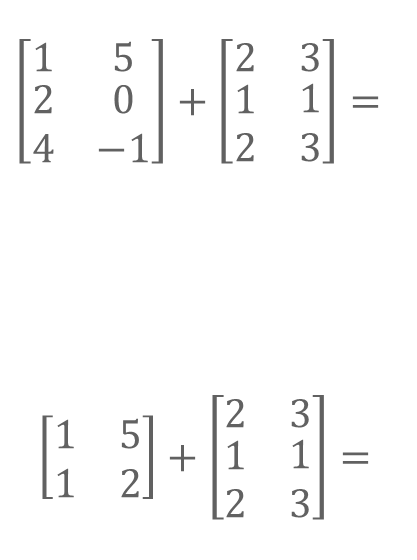 [1 5
2 0
4 −1] + [2 3
1 1
2 3] =
[1 5
1 2] + [2 3
1 1
2 3] =